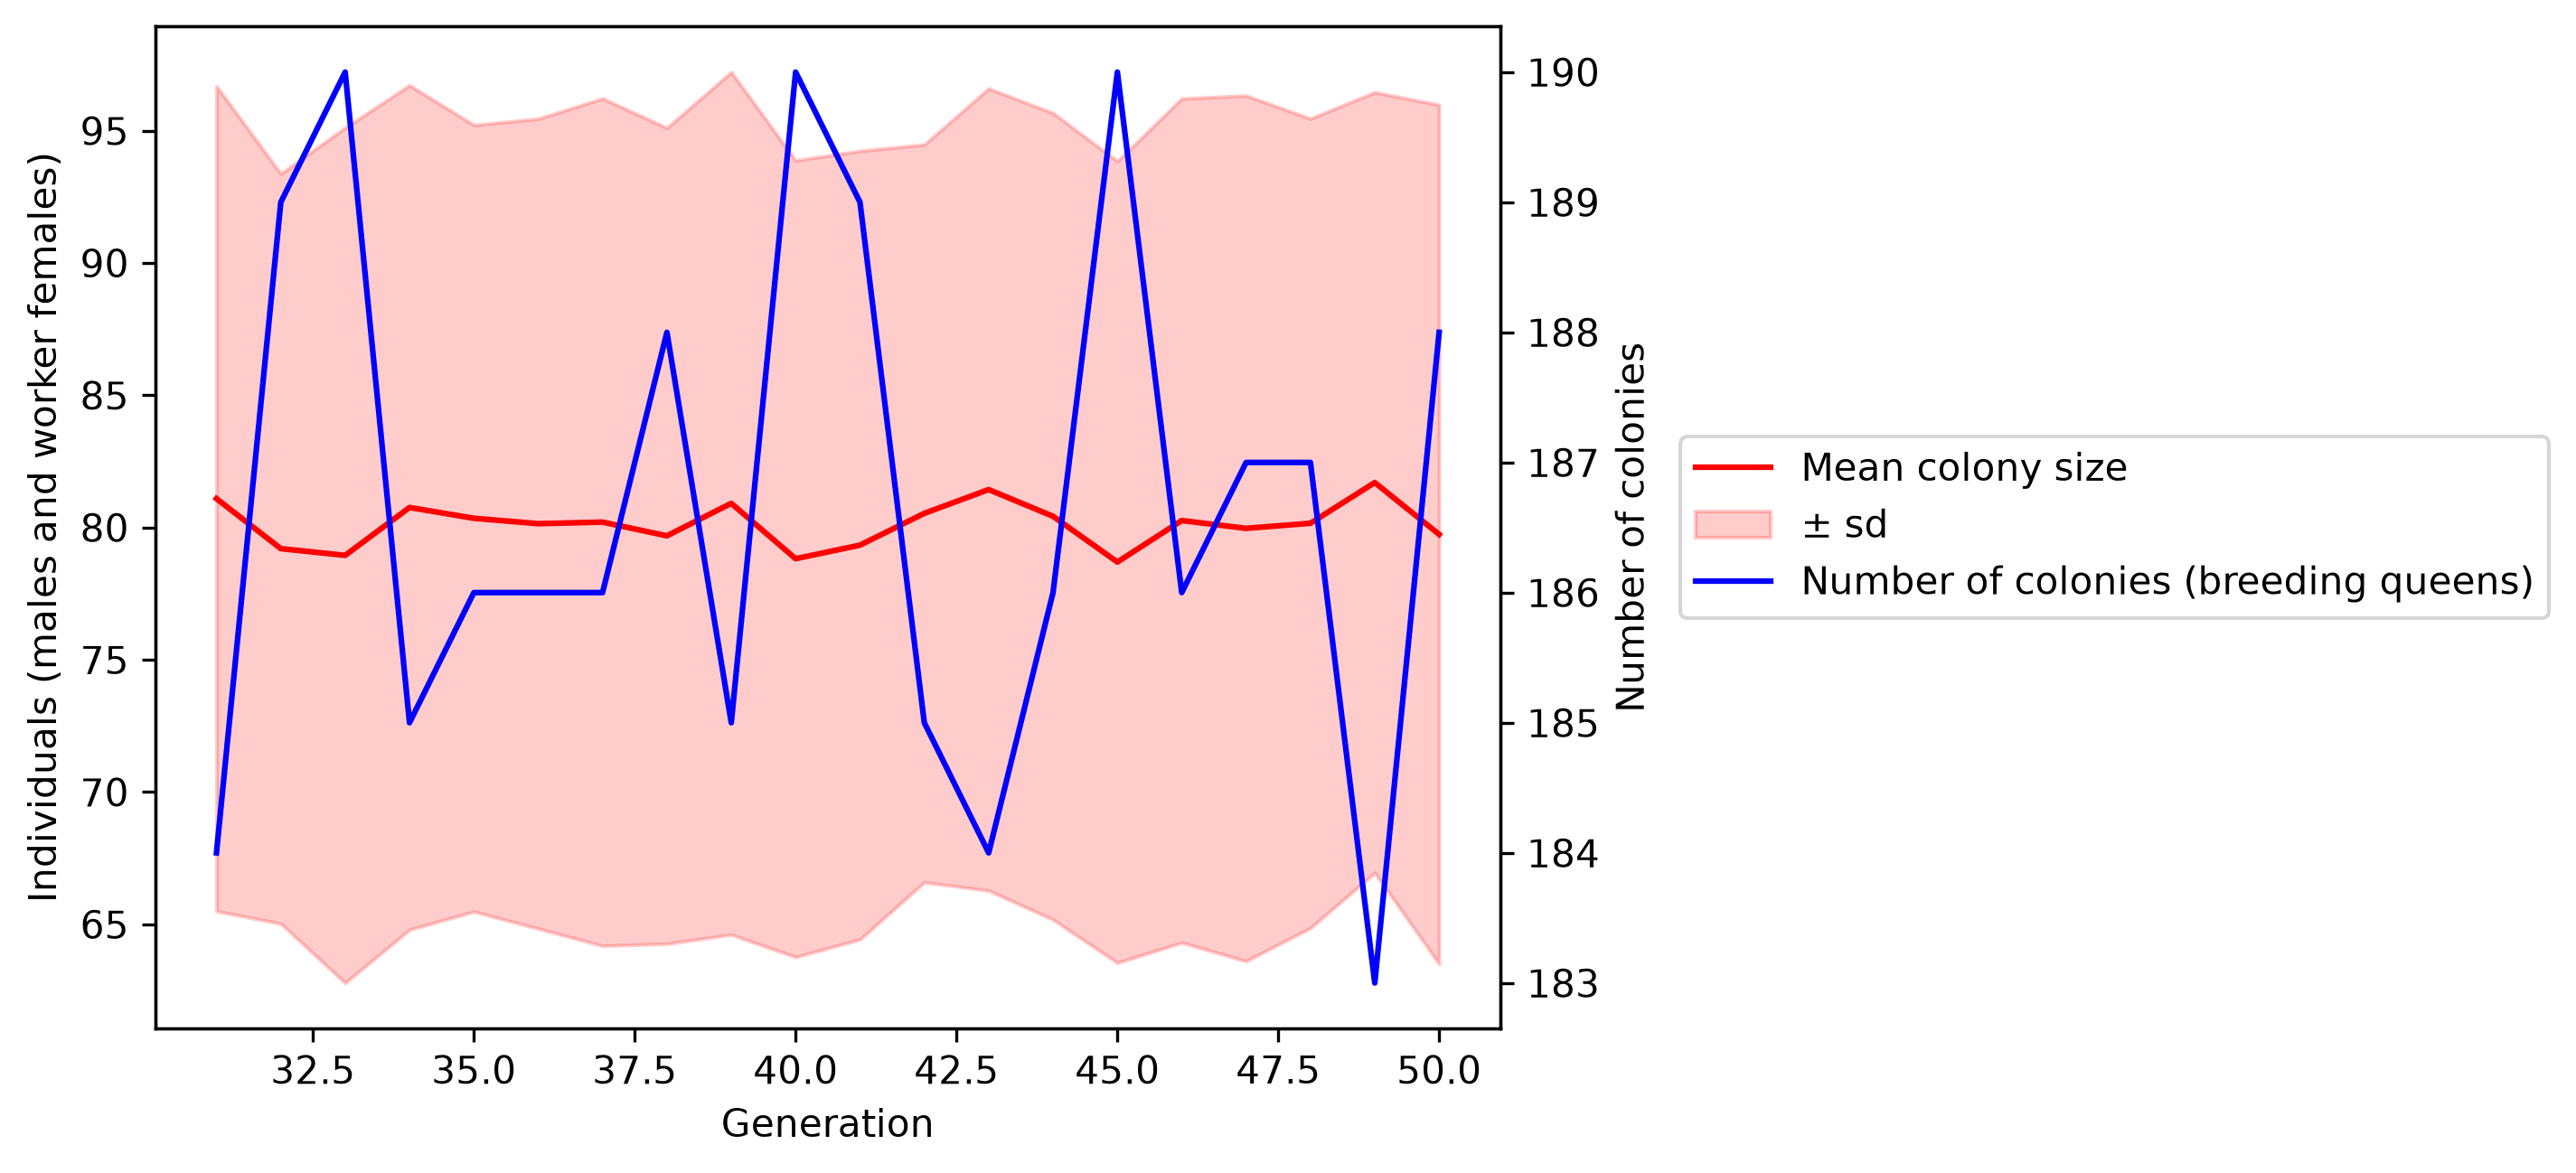 Individuals (males and worker females)
95
90
85
80
75
70
65
190
189
188
187
186
185
184
183
Number of colonies
32.5 35.0 37.5 40.0 42.5 45.0 47.5 50.0
Generation
Mean colony size
± sd
Number of colonies (breeding queens)